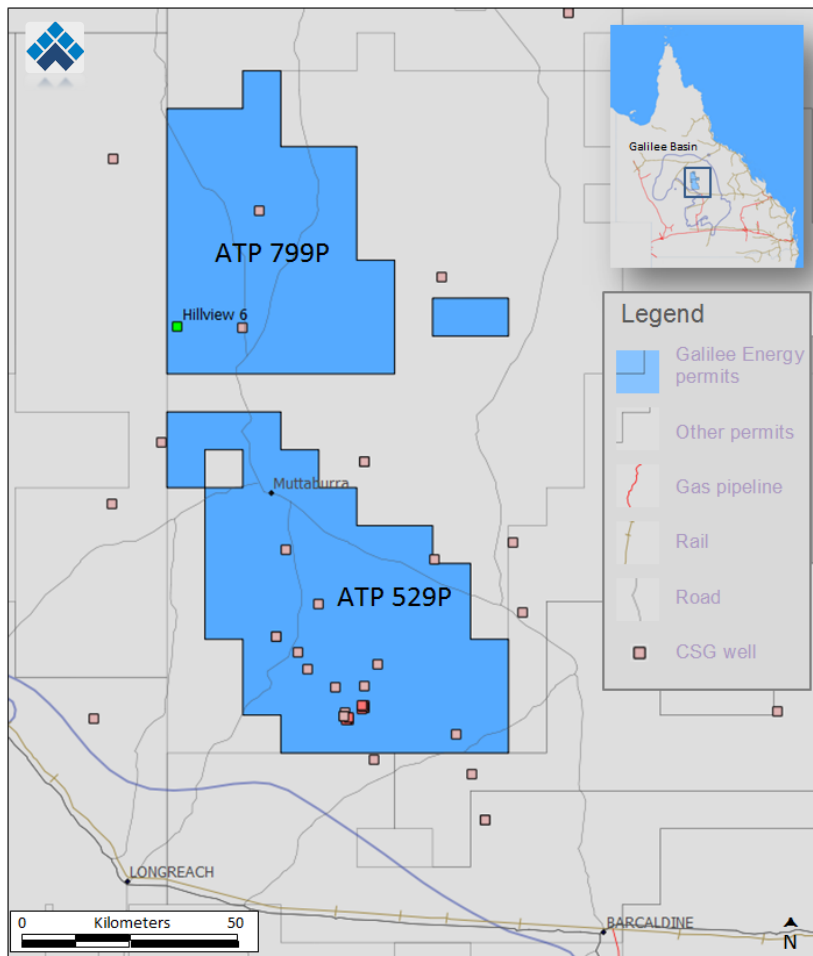 Galilee Basin
ATP 799P
Hillview 6
Legend
Galilee Energy
permits
Other permits
Gas pipeline
Rail
Road
CSG well
Muttaburra
ATP 529P
LONGREACH
BARCALDINE
0 Kilometers 50
N